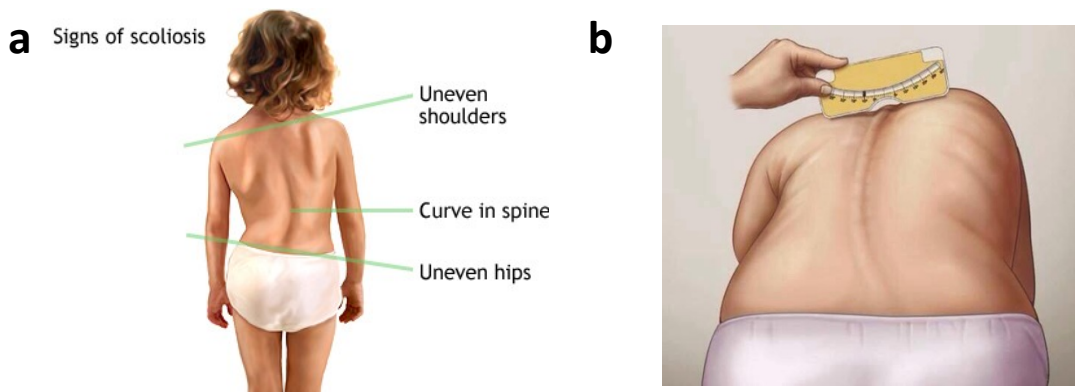 a
Signs of scoliosis
Uneven
shoulders
Curve in spine
Uneven hips
b